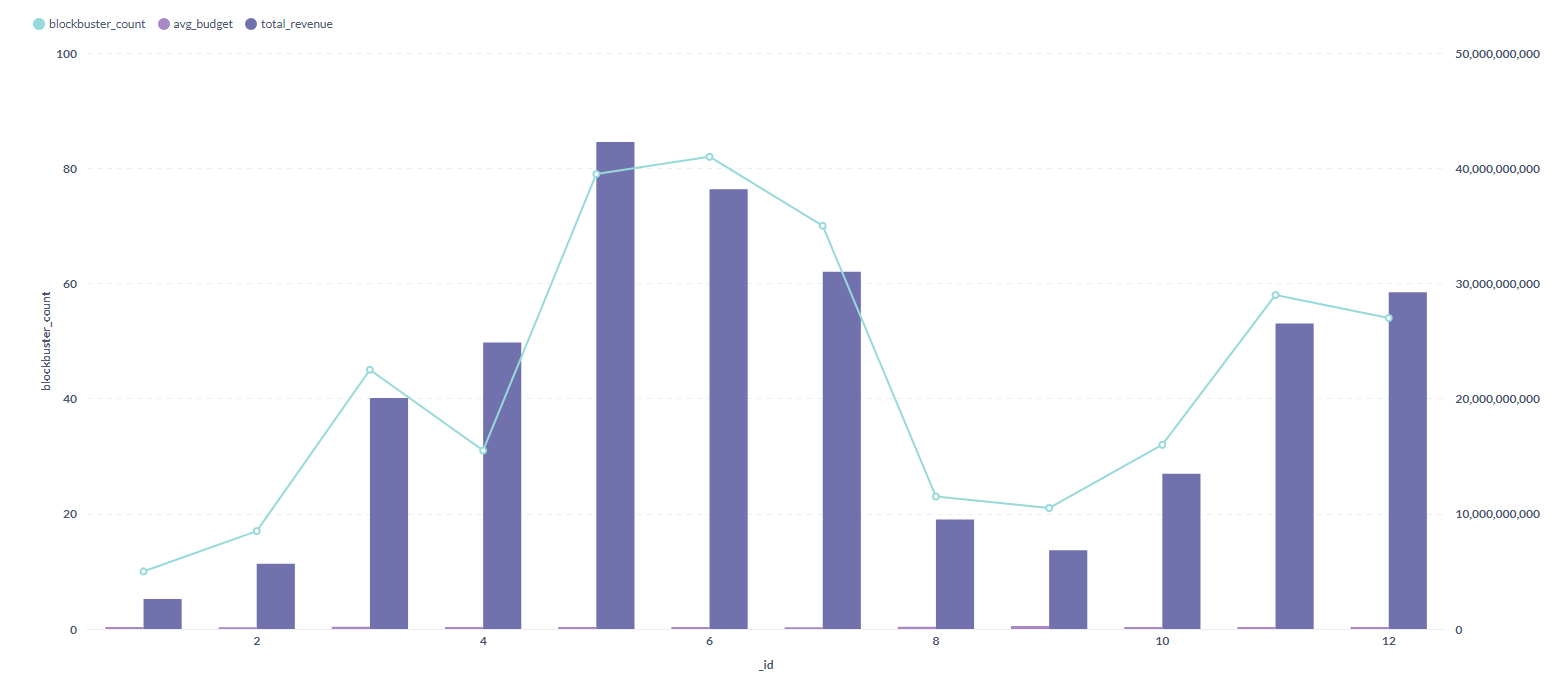 blockbuster_count avg_budget total_revenue
100 50,000,000,000
80 40,000,000,000
60 30,000,000,000
blockbuster_count
40 20,000,000,000
20 10,000,000,000
0 0
2 4 6 8 10 12
_id